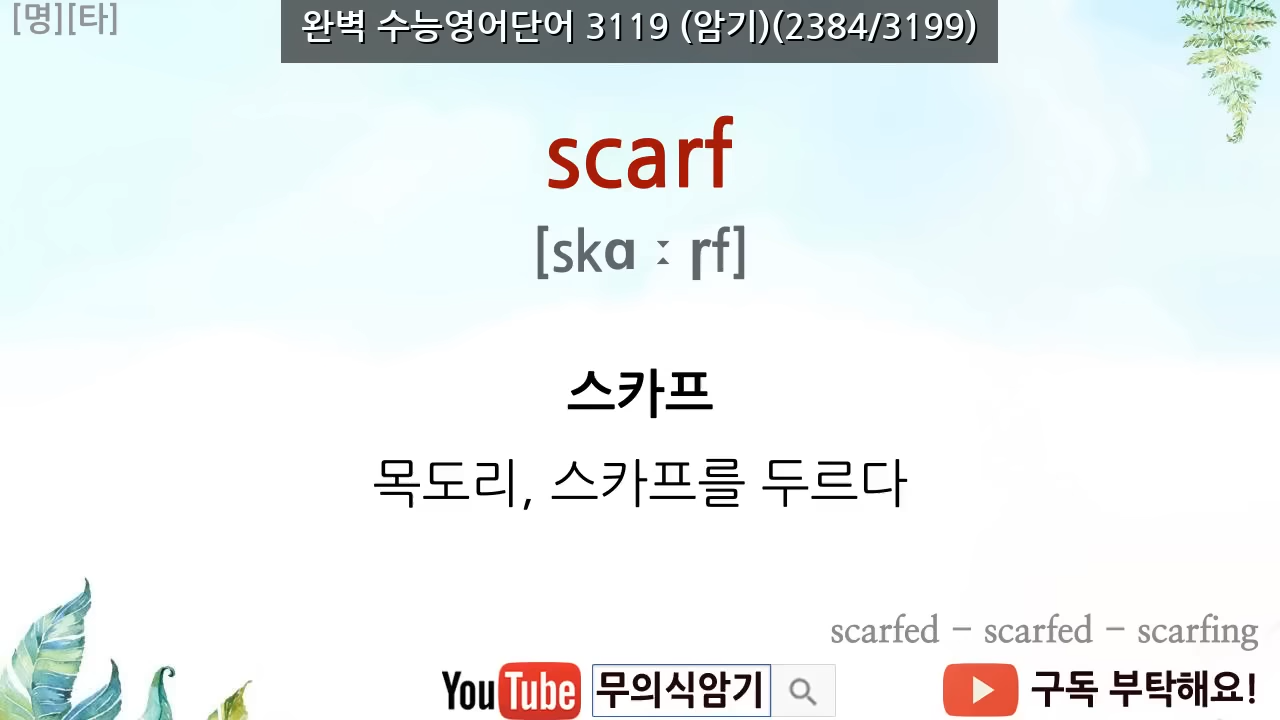 [명][타]
완벽 수능영어단어 3119 (암기)(2384/3199)
scarf
[skɑːrf]
스카프
목도리, 스카프를 두르다
scarfed - scarfed - scarfing
YouTube 무의식암기
구독 부탁해요!